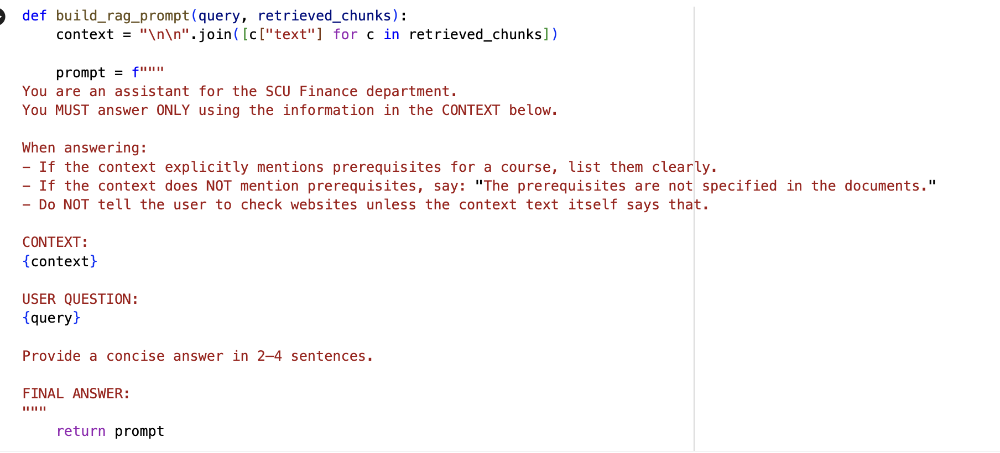 def build_rag_prompt(query, retrieved_chunks):
    context = "\n\n".join([c["text"] for c in retrieved_chunks])

    prompt = f"""
You are an assistant for the SCU Finance department.
You MUST answer ONLY using the information in the CONTEXT below.

When answering:
- If the context explicitly mentions prerequisites for a course, list them clearly.
- If the context does NOT mention prerequisites, say: "The prerequisites are not specified in the documents."
- Do NOT tell the user to check websites unless the context text itself says that.

CONTEXT:
{context}

USER QUESTION:
{query}

Provide a concise answer in 2–4 sentences.

FINAL ANSWER:
"""
    return prompt